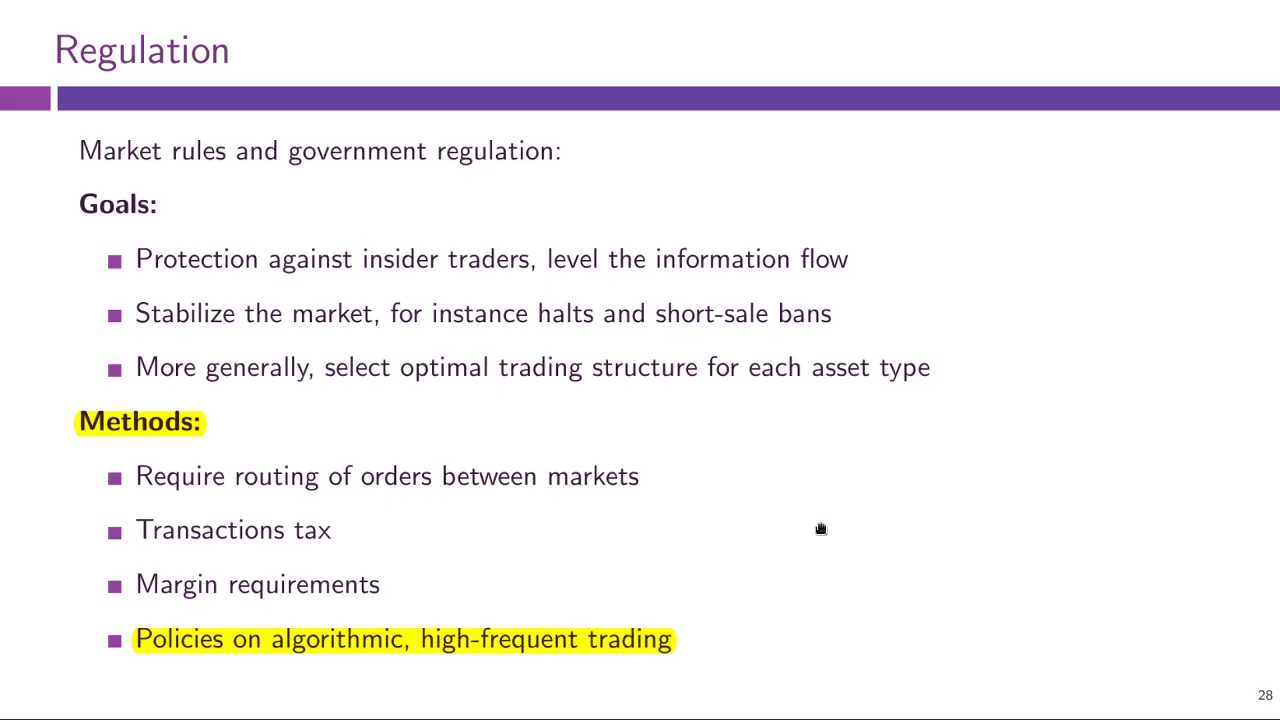 Regulation
Market rules and government regulation:
Goals:
Protection against insider traders, level the information flow
Stabilize the market, for instance halts and short-sale bans
More generally, select optimal trading structure for each asset type
Methods:
Require routing of orders between markets
Transactions tax
Margin requirements
Policies on algorithmic, high-frequent trading
28